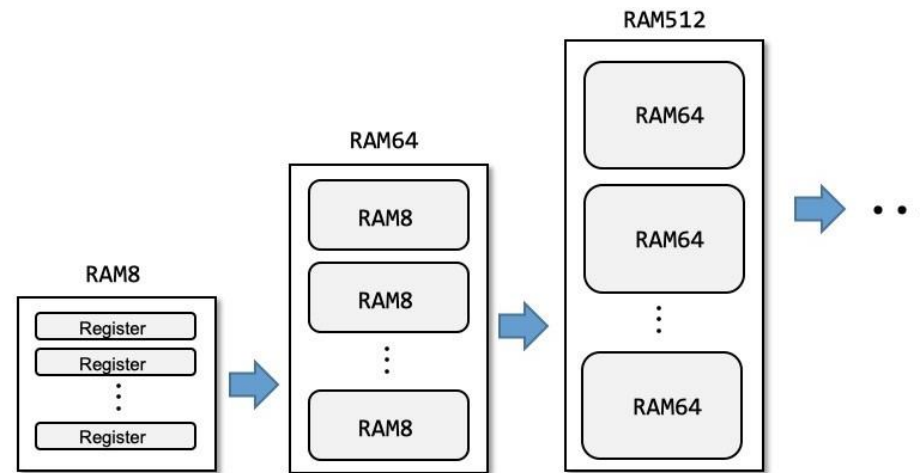 RAM8
Register
Register
⋮
Register
RAM64
RAM8
RAM8
⋮
RAM8
RAM512
RAM64
RAM64
⋮
RAM64
• •